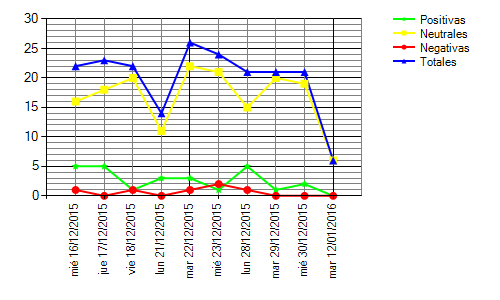 30
25
20
15
10
5
0
mié 16/12/2015
jue 17/12/2015
vie 18/12/2015
lun 21/12/2015
mar 22/12/2015
mié 23/12/2015
lun 28/12/2015
mar 29/12/2015
mié 30/12/2015
mar 12/01/2016
Positivas
Neutrales
Negativas
Totales